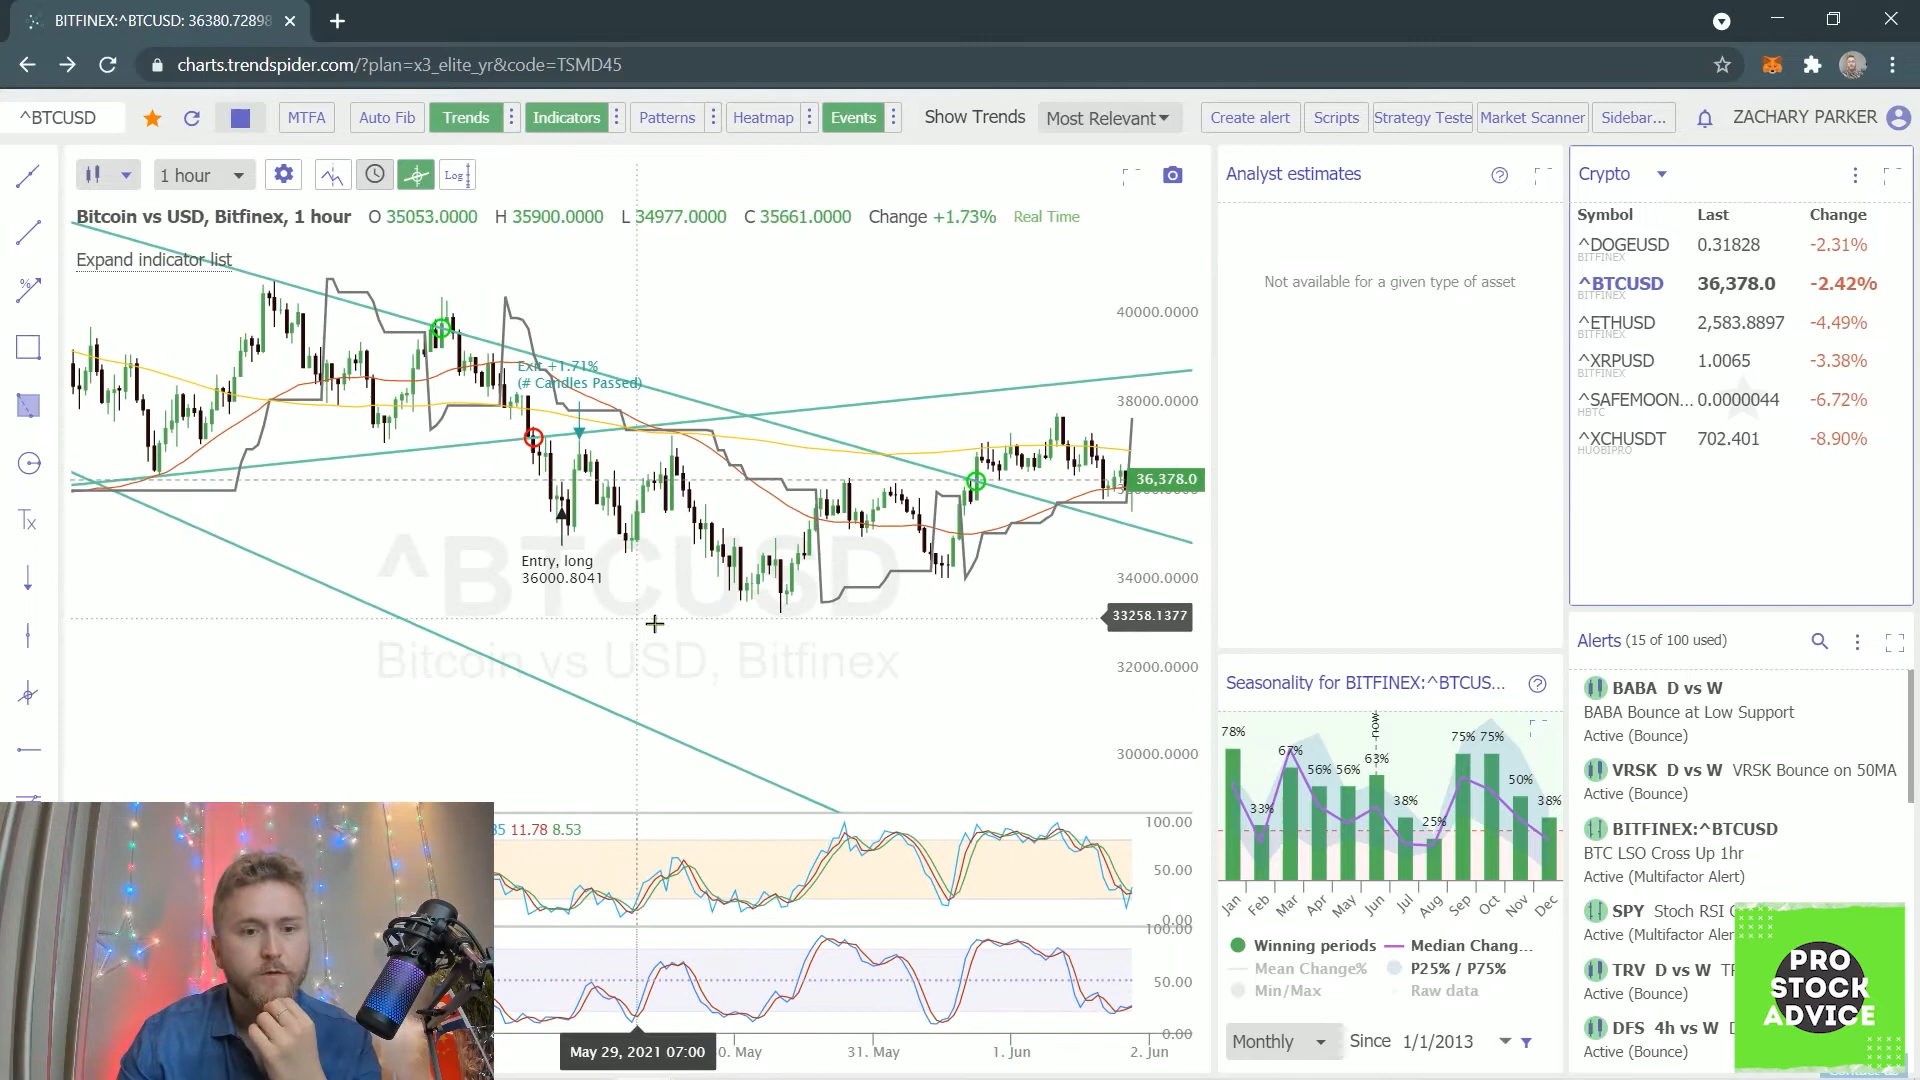 BITFINEX:^BTCUSD: 36380.72898
charts.trendspider.com/?plan=x3_elite_yr&code=TSMD45
^BTCUSD
MTFA
Auto Fib
Trends
Indicators
Patterns
Heatmap
Events
Show Trends
Most Relevant
Create alert
Scripts
Strategy Teste
Market Scanner
Sidebar...
ZACHARY PARKER
1 hour
Log
Bitcoin vs USD, Bitfinex, 1 hour O 35053.0000 H 35900.0000 L 34977.0000 C 35661.0000 Change +1.73% Real Time
Expand indicator list
Exit +1.71%
(# Candles Passed)
Entry, long
36000.8041
^BTCUSD
Bitcoin vs USD, Bitfinex
40000.0000
38000.0000
36,378.0
34000.0000
33258.1377
32000.0000
30000.0000
11.78 8.53
100.00
50.00
0.00
100.00
50.00
0.00
May 29, 2021 07:00
May
31. May
1. Jun
2. Jun
Analyst estimates
Not available for a given type of asset
Seasonality for BITFINEX:^BTCUS...
now
78%
33%
67%
56%
56%
63%
38%
25%
75%
75%
50%
38%
Jan
Feb
Mar
Apr
May
Jun
Jul
Aug
Sep
Oct
Nov
Dec
Winning periods
Median Chang...
Mean Change%
P25% / P75%
Min/Max
Raw data
Monthly
Since 1/1/2013
Crypto
Symbol Last Change
^DOGEUSD 0.31828 -2.31%
BITFINEX
^BTCUSD 36,378.0 -2.42%
BITFINEX
^ETHUSD 2,583.8897 -4.49%
BITFINEX
^XRPUSD 1.0065 -3.38%
BITFINEX
^SAFEMOON... 0.0000044 -6.72%
HBTC
^XCHUSDT 702.401 -8.90%
HUOBIPRO
Alerts (15 of 100 used)
BABA D vs W
BABA Bounce at Low Support
Active (Bounce)
VRSK D vs W VRSK Bounce on 50MA
Active (Bounce)
BITFINEX:^BTCUSD
BTC LSO Cross Up 1hr
Active (Multifactor Alert)
SPY Stoch RSI
Active (Multifactor Aler
TRV D vs W
Active (Bounce)
DFS 4h vs W
Active (Bounce)
PRO
STOCK
ADVICE